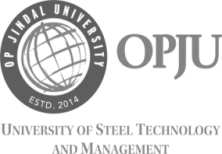 OP JINDAL UNIVERSITY
ESTD. 2014
OPJU
UNIVERSITY OF STEEL TECHNOLOGY
AND MANAGEMENT